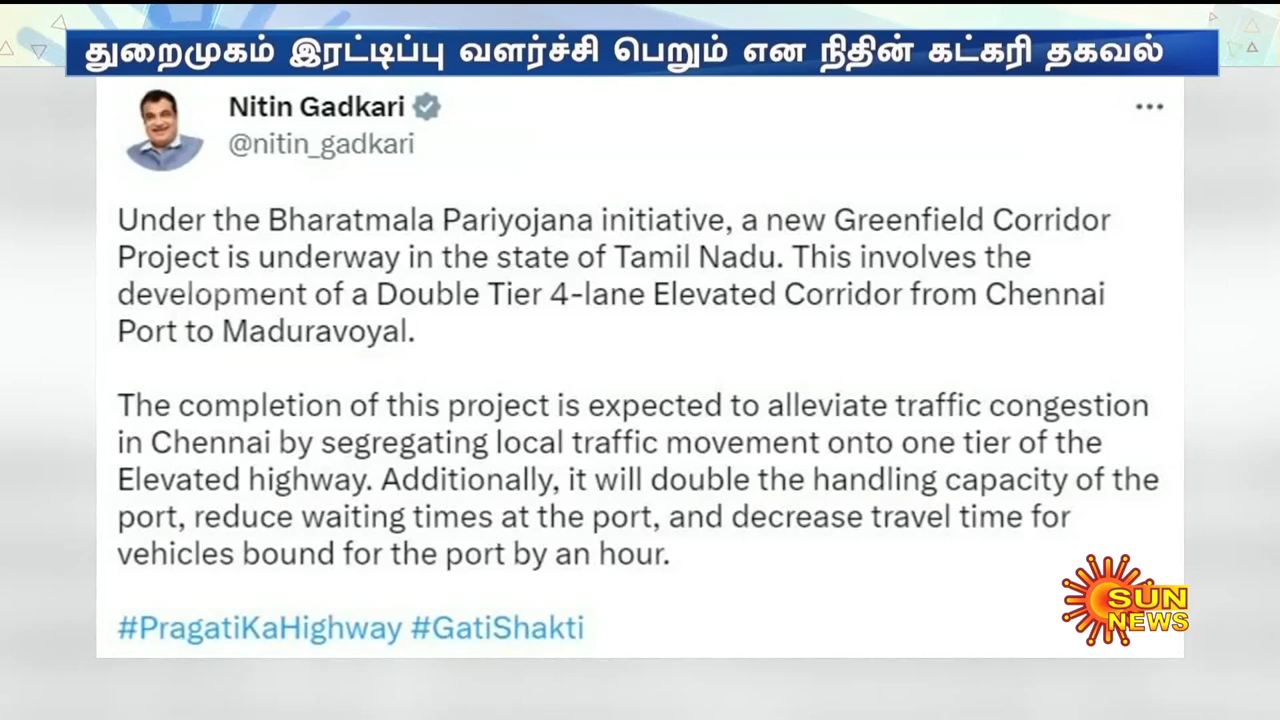 துறைமுகம் இரட்டிப்பு வளர்ச்சி பெறும் என நிதின் கட்கரி தகவல்
Nitin Gadkari
@nitin_gadkari
Under the Bharatmala Pariyojana initiative, a new Greenfield Corridor
Project is underway in the state of Tamil Nadu. This involves the
development of a Double Tier 4-lane Elevated Corridor from Chennai
Port to Maduravoyal.
The completion of this project is expected to alleviate traffic congestion
in Chennai by segregating local traffic movement onto one tier of the
Elevated highway. Additionally, it will double the handling capacity of the
port, reduce waiting times at the port, and decrease travel time for
vehicles bound for the port by an hour.
#PragatiKaHighway #GatiShakti
SUN
NEWS